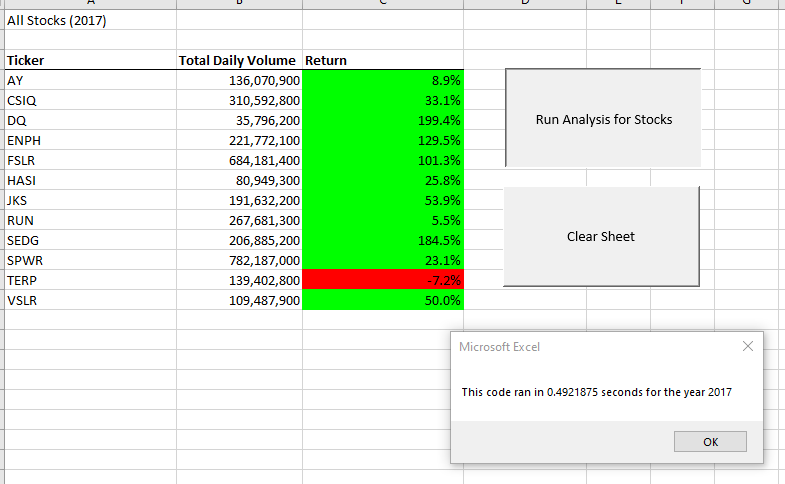 All Stocks (2017)
Ticker Total Daily Volume Return
AY 136,070,900 8.9%
CSIQ 310,592,800 33.1%
DQ 35,796,200 199.4%
ENPH 221,772,100 129.5%
FSLR 684,181,400 101.3%
HASI 80,949,300 25.8%
JKS 191,632,200 53.9%
RUN 267,681,300 5.5%
SEDG 206,885,200 184.5%
SPWR 782,187,000 23.1%
TERP 139,402,800 -7.2%
VSLR 109,487,900 50.0%
Run Analysis for Stocks
Clear Sheet
Microsoft Excel
This code ran in 0.4921875 seconds for the year 2017
OK